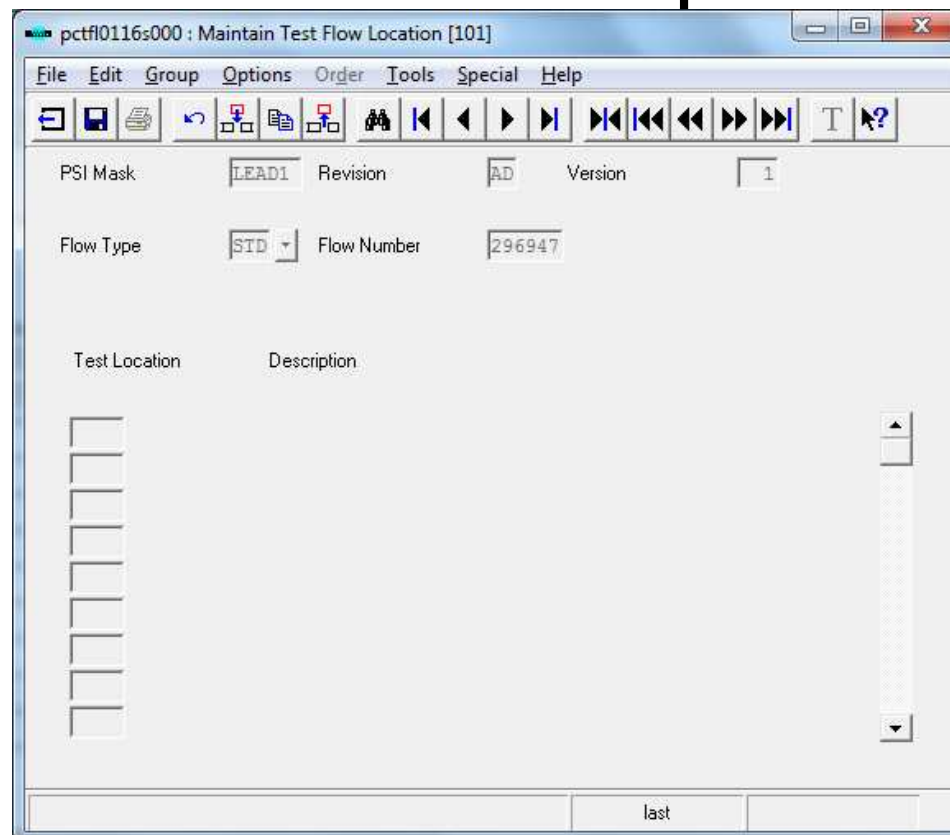 pctfl0116s000 : Maintain Test Flow Location [101]
File Edit Group Options Order Tools Special Help
T ?
PSI Mask LEAD1 Revision AD Version 1
Flow Type STD Flow Number 296947
Test Location Description
last